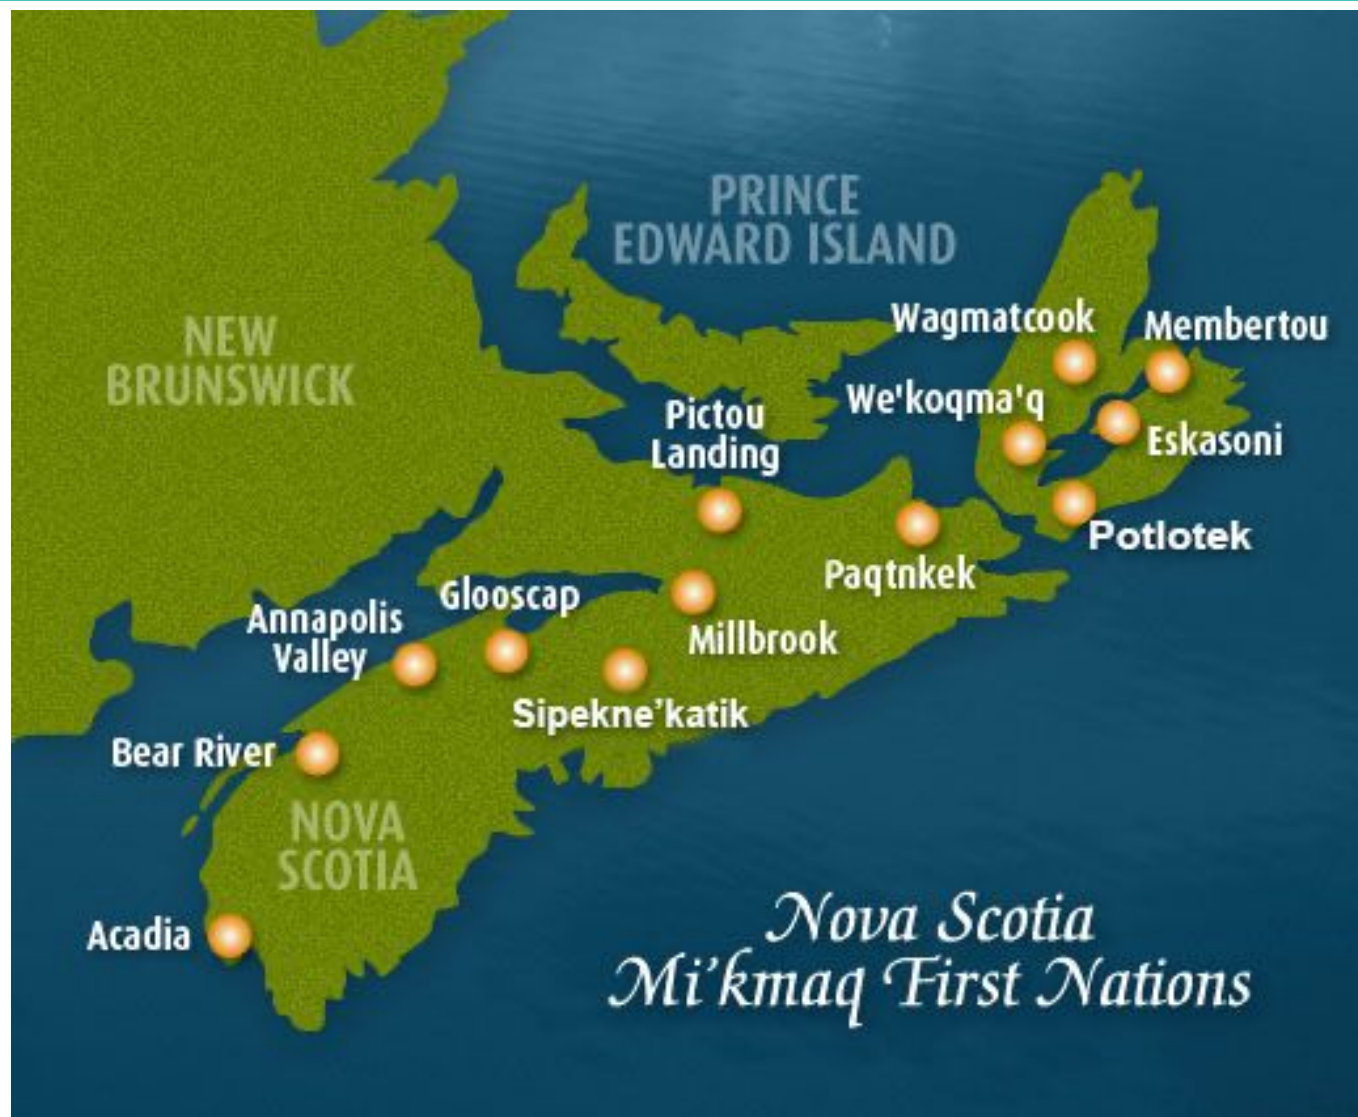 PRINCE
EDWARD ISLAND
NEW
BRUNSWICK
Wagmatcook
Membertou
We'koqma'q
Eskasoni
Pictou
Landing
Potlotek
Paqtnkek
Glooscap
Annapolis
Valley
Millbrook
Sipekne’katik
Bear River
NOVA
SCOTIA
Acadia
Nova Scotia
Mi’kmaq First Nations